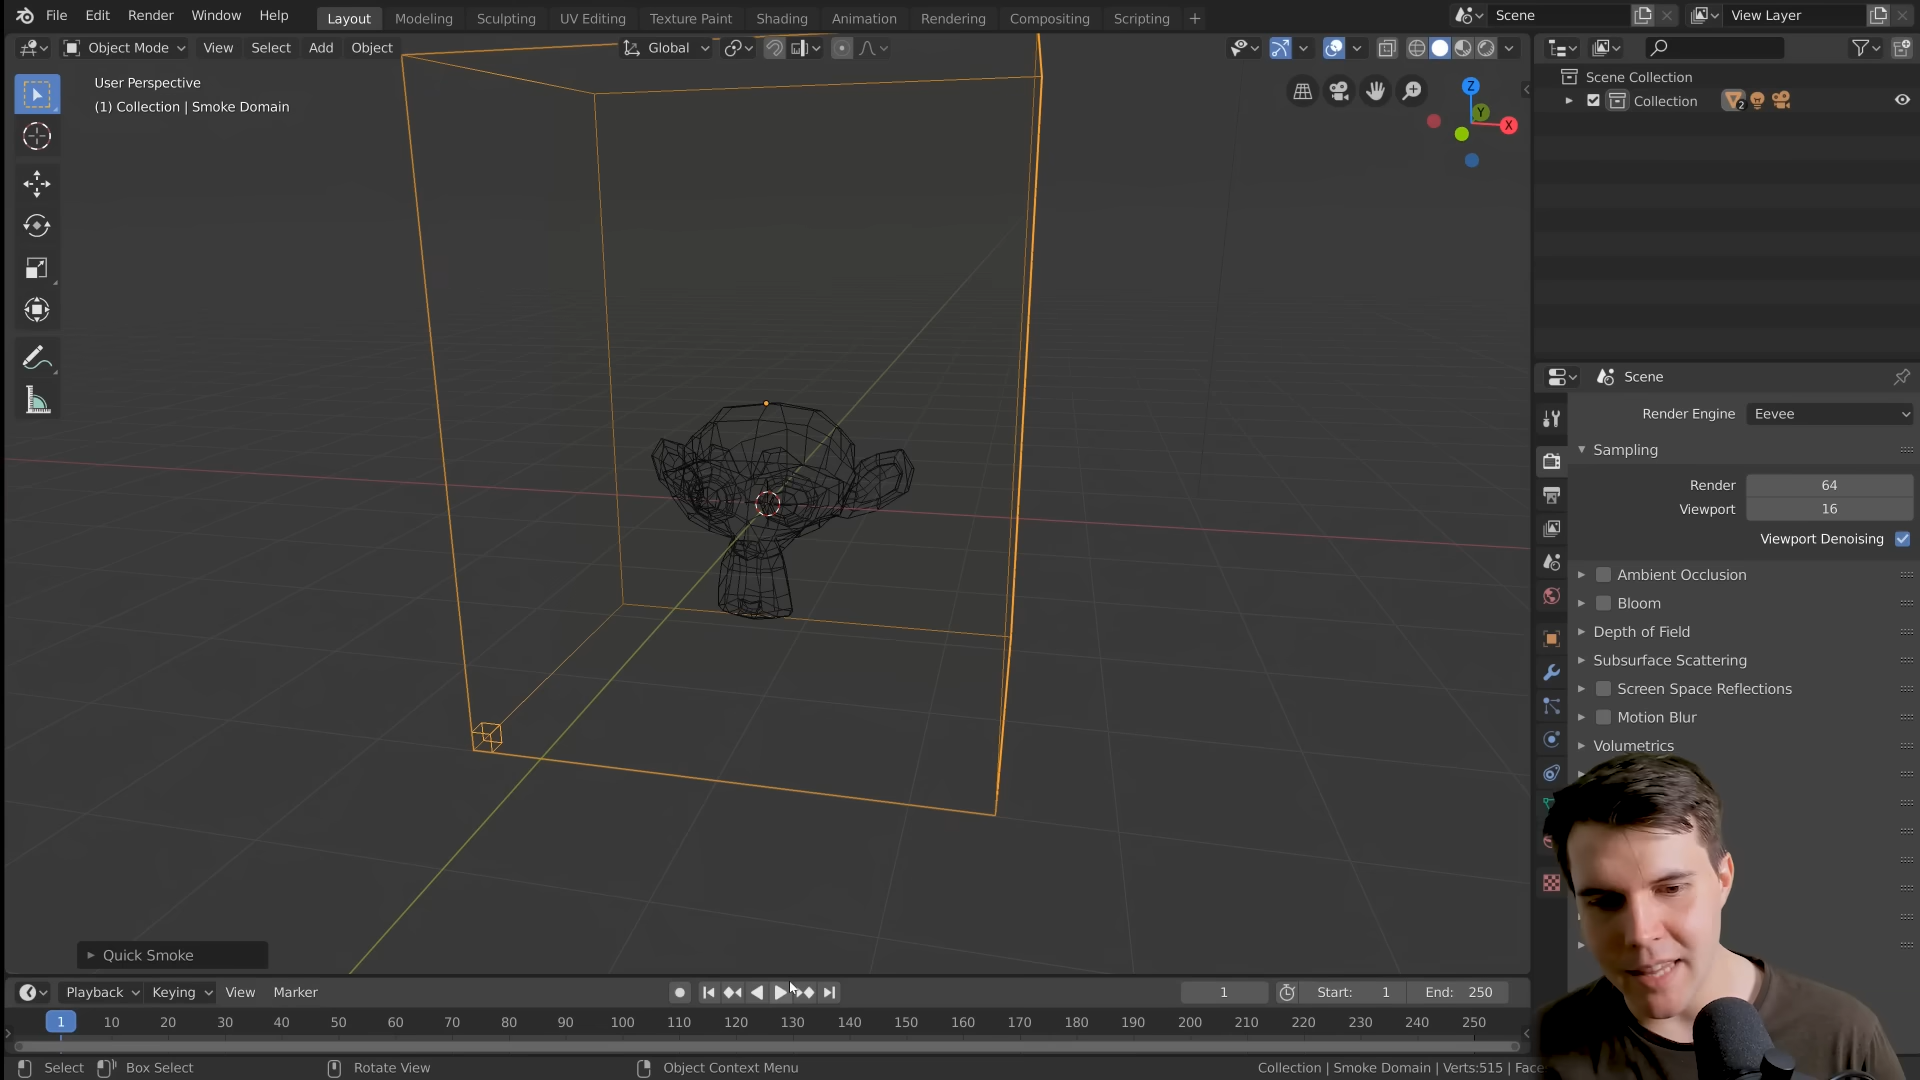 File Edit Render Window Help Layout Modeling Sculpting UV Editing Texture Paint Shading Animation Rendering Compositing Scripting + Scene View Layer
Object Mode View Select Add Object Global
User Perspective
(1) Collection | Smoke Domain
Z
Y
X
Scene Collection
Collection 2
Scene
Render Engine Eevee
Sampling
Render 64
Viewport 16
Viewport Denoising
Ambient Occlusion
Bloom
Depth of Field
Subsurface Scattering
Screen Space Reflections
Motion Blur
Volumetrics
Quick Smoke
Playback Keying View Marker 1 Start: 1 End: 250
1 10 20 30 40 50 60 70 80 90 100 110 120 130 140 150 160 170 180 190 200 210 220 230 240 250
Select Box Select Rotate View Object Context Menu Collection | Smoke Domain | Verts:515 | Face